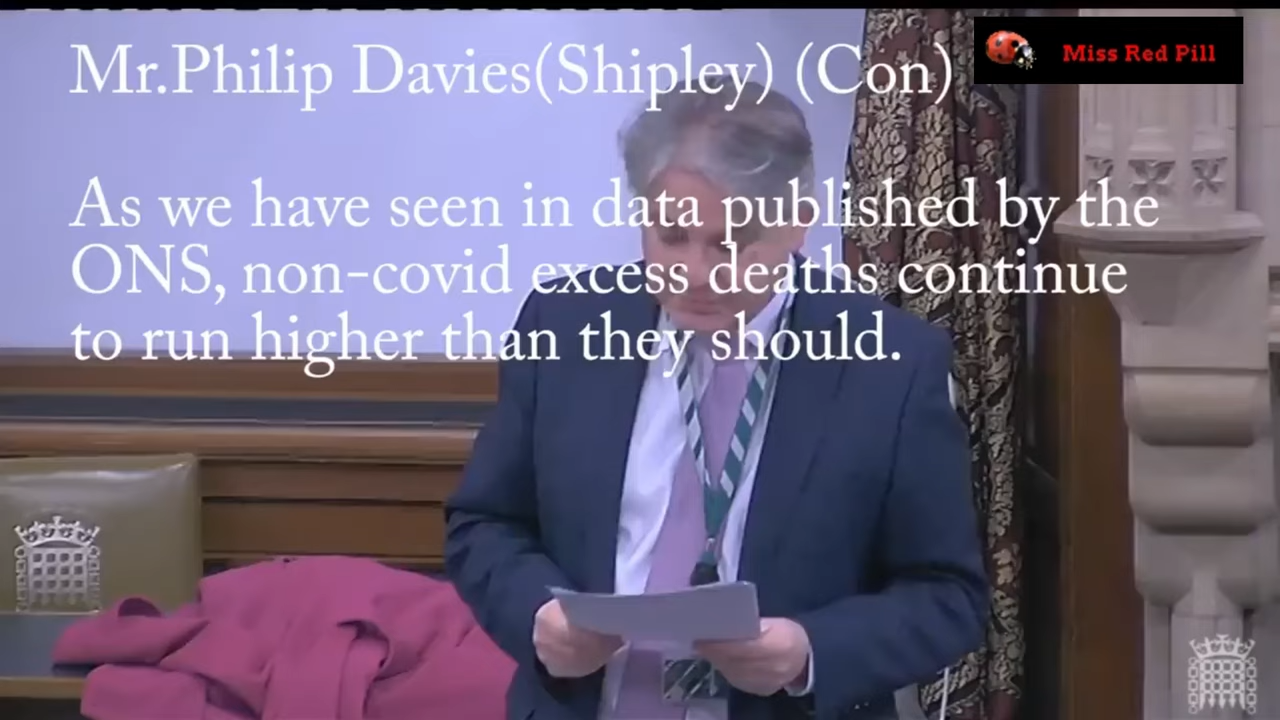 Mr.Philip Davies(Shipley) (Con)
Miss Red Pill
As we have seen in data published by the
ONS, non-covid excess deaths continue
to run higher than they should.